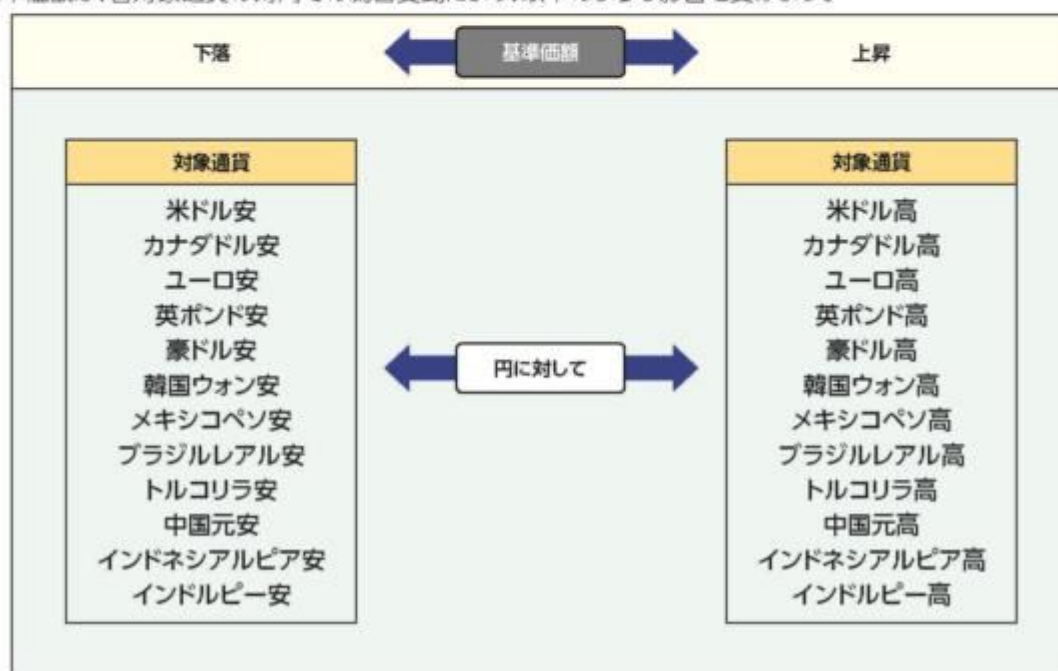 下落
基準価額
上昇
対象通貨
米ドル安
カナダドル安
ユーロ安
英ポンド安
豪ドル安
韓国ウォン安
メキシコペソ安
ブラジルレアル安
トルコリラ安
中国元安
インドネシアルピア安
インドルピー安
円に対して
対象通貨
米ドル高
カナダドル高
ユーロ高
英ポンド高
豪ドル高
韓国ウォン高
メキシコペソ高
ブラジルレアル高
トルコリラ高
中国元高
インドネシアルピア高
インドルピー高